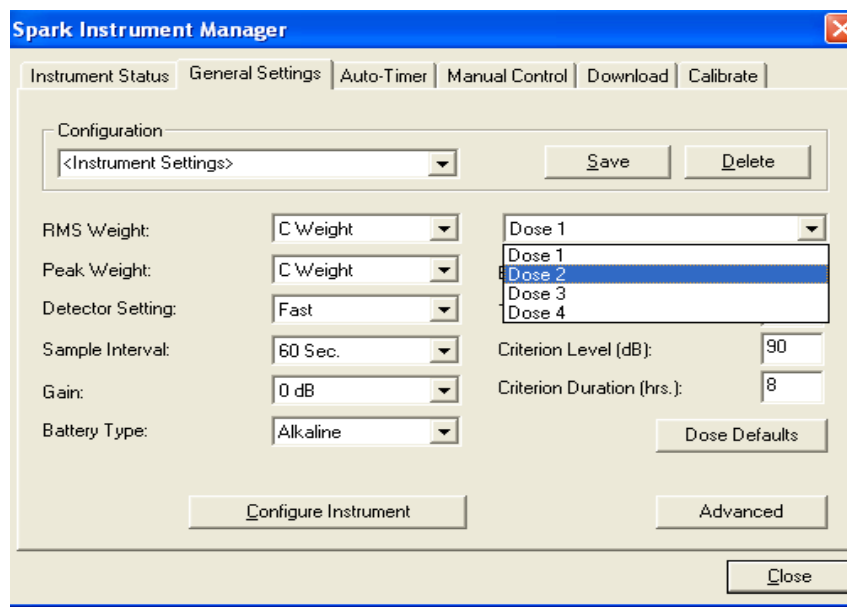 Spark Instrument Manager
Instrument Status General Settings Auto-Timer Manual Control Download Calibrate
Configuration
<Instrument Settings>
Save
Delete
RMS Weight: C Weight
Peak Weight: C Weight
Detector Setting: Fast
Sample Interval: 60 Sec.
Gain: 0 dB
Battery Type: Alkaline
Dose 1
Dose 1
Dose 2
Dose 3
Dose 4
Criterion Level (dB): 90
Criterion Duration (hrs.): 8
Dose Defaults
Configure Instrument
Advanced
Close